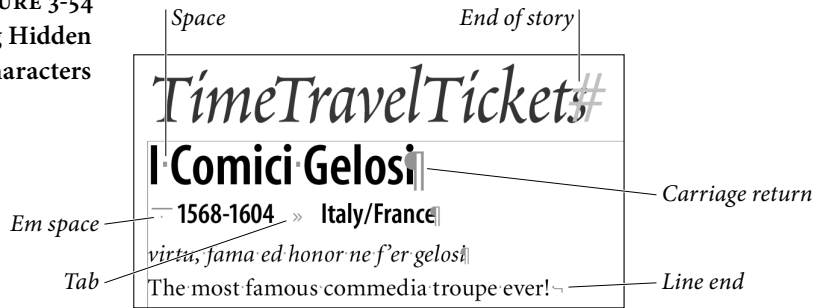 URE 3-54
g Hidden
aracters
Space
End of story
TimeTravelTickets#
I·Comici·Gelosi¶
Em space
1568-1604 » Italy/France¶
Carriage return
virtu,·fama·ed·honor·ne·f’er·gelosi¶
Tab
The·most·famous·commedia·troupe·ever!¬
Line end